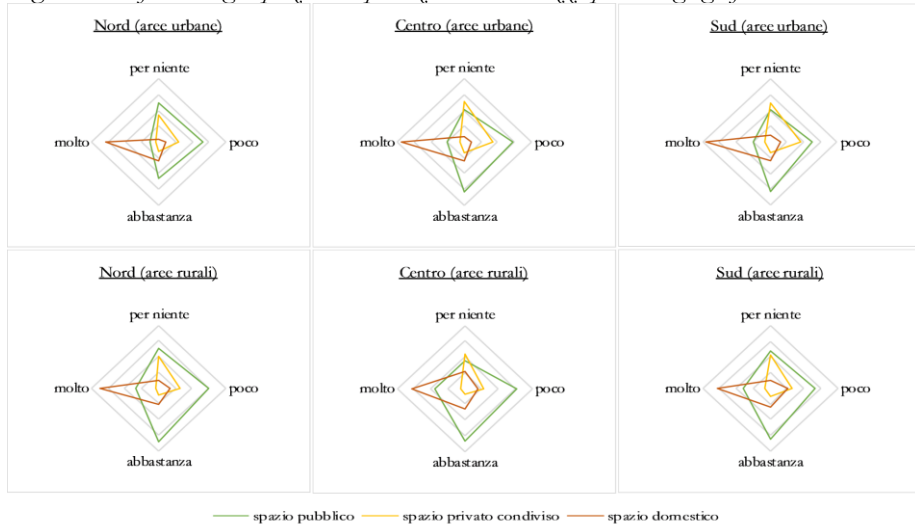 Nord (aree urbane)
Centro (aree urbane)
Sud (aree urbane)
per niente
per niente
per niente
molto
poco
molto
poco
molto
poco
abbastanza
abbastanza
abbastanza
Nord (aree rurali)
Centro (aree rurali)
Sud (aree rurali)
per niente
per niente
per niente
molto
poco
molto
poco
molto
poco
abbastanza
abbastanza
abbastanza
spazio pubblico
spazio privato condiviso
spazio domestico